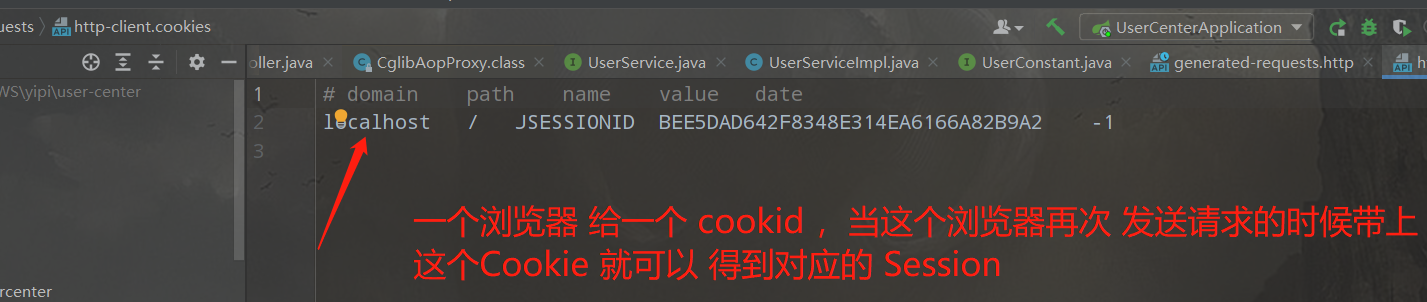 uests › http-client.cookies UserCenterApplication
oller.java CglibAopProxy.class UserService.java UserServiceImpl.java UserConstant.java generated-requests.http h
WS\yipi\user-center
1 # domain path name value date
2 localhost / JSESSIONID BEE5DAD642F8348E314EA6166A82B9A2 -1
3
一个浏览器 给一个 cookid ，当这个浏览器再次 发送请求的时候带上
这个Cookie 就可以 得到对应的 Session
rcenter